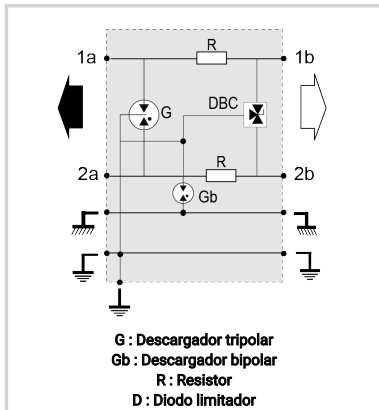 1a
R
1b
G
DBC
2a
R
2b
Gb
G : Descargador tripolar
Gb : Descargador bipolar
R : Resistor
D : Diodo limitador